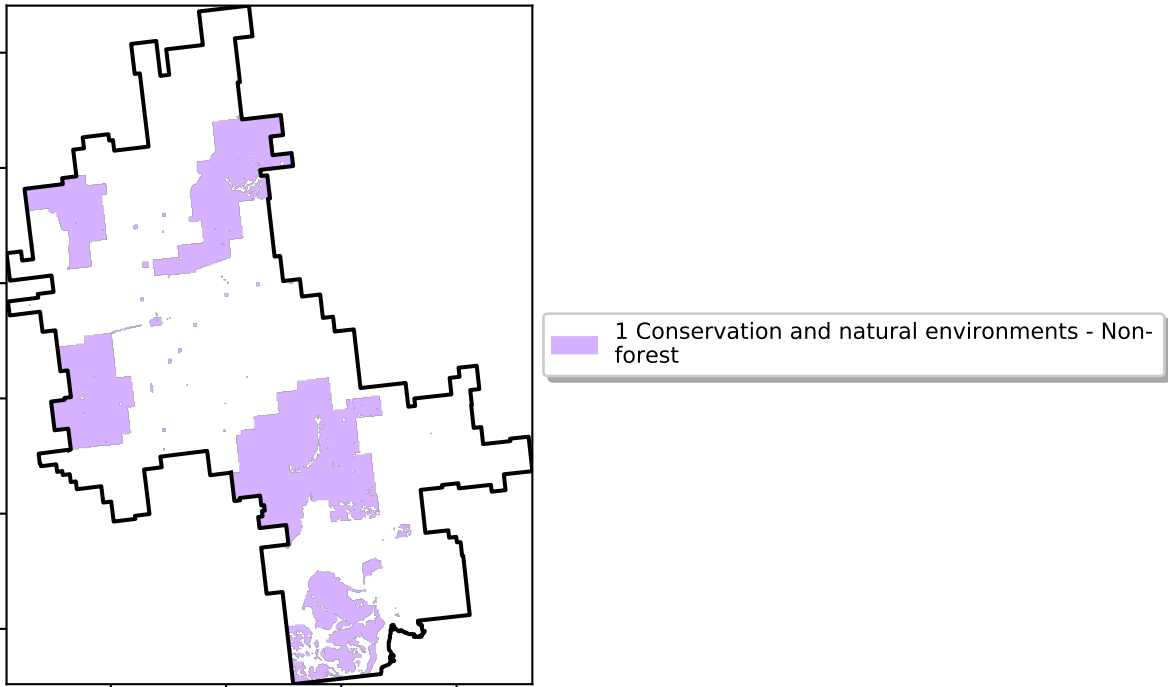 1 Conservation and natural environments - Non-
forest